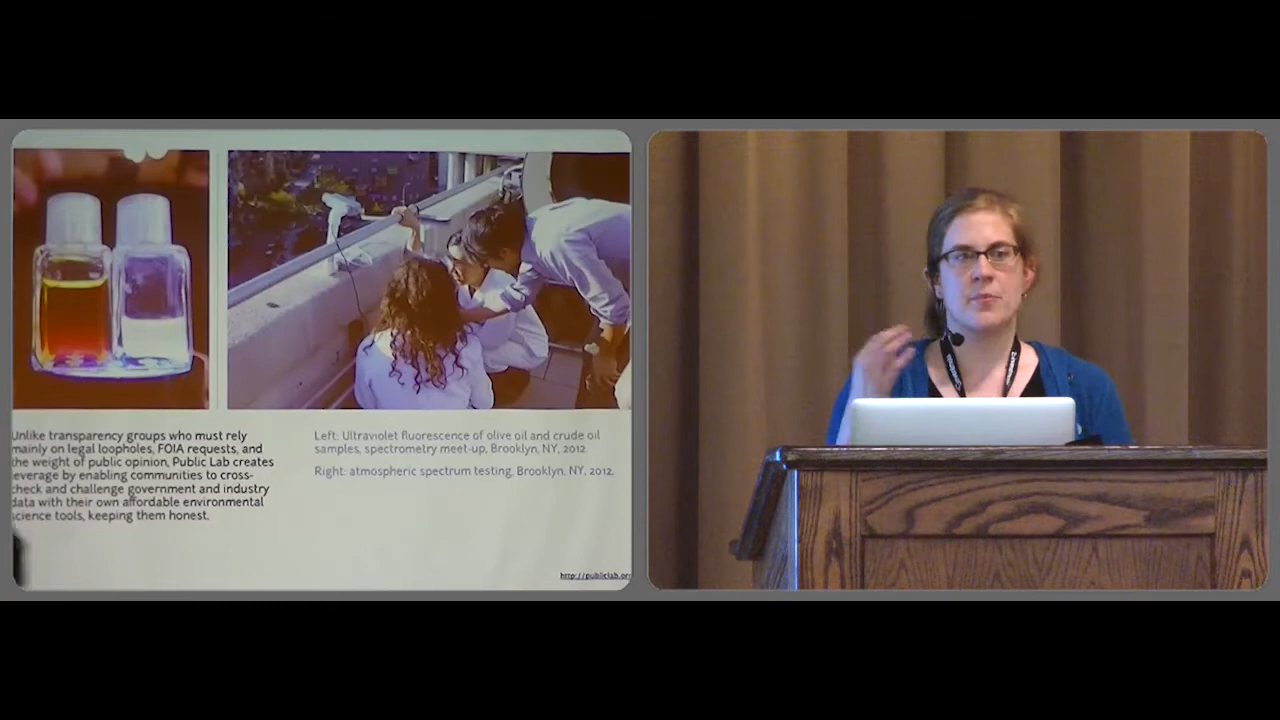 Unlike transparency groups who must rely
mainly on legal loopholes, FOIA requests, and
the weight of public opinion, Public Lab creates
leverage by enabling communities to cross-
check and challenge government and industry
data with their own affordable environmental
science tools, keeping them honest.
Left: Ultraviolet fluorescence of olive oil and crude oil
samples, spectrometry meet-up, Brooklyn, NY, 2012
Right: atmospheric spectrum testing, Brooklyn, NY, 2012.
http://publiclab.or